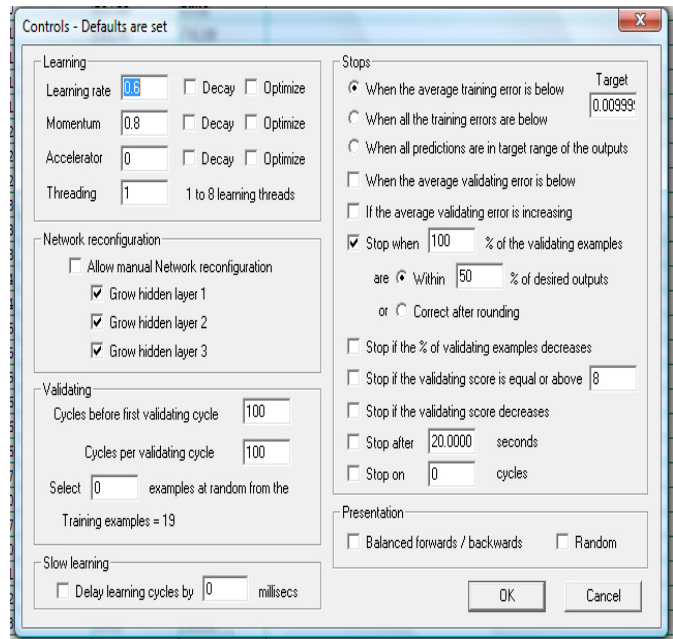 Controls - Defaults are set
X
Learning
Learning rate 0.6 Decay Optimize
Momentum 0.8 Decay Optimize
Accelerator 0 Decay Optimize
Threading 1 1 to 8 learning threads
Network reconfiguration
Allow manual Network reconfiguration
Grow hidden layer 1
Grow hidden layer 2
Grow hidden layer 3
Validating
Cycles before first validating cycle 100
Cycles per validating cycle 100
Select 0 examples at random from the
Training examples = 19
Slow learning
Delay learning cycles by 0 millisecs
Stops
Target
When the average training error is below 0.00999
When all the training errors are below
When all predictions are in target range of the outputs
When the average validating error is below
If the average validating error is increasing
Stop when 100 % of the validating examples
are Within 50 % of desired outputs
or Correct after rounding
Stop if the % of validating examples decreases
Stop if the validating score is equal or above 8
Stop if the validating score decreases
Stop after 20.0000 seconds
Stop on 0 cycles
Presentation
Balanced forwards / backwards Random
OK Cancel